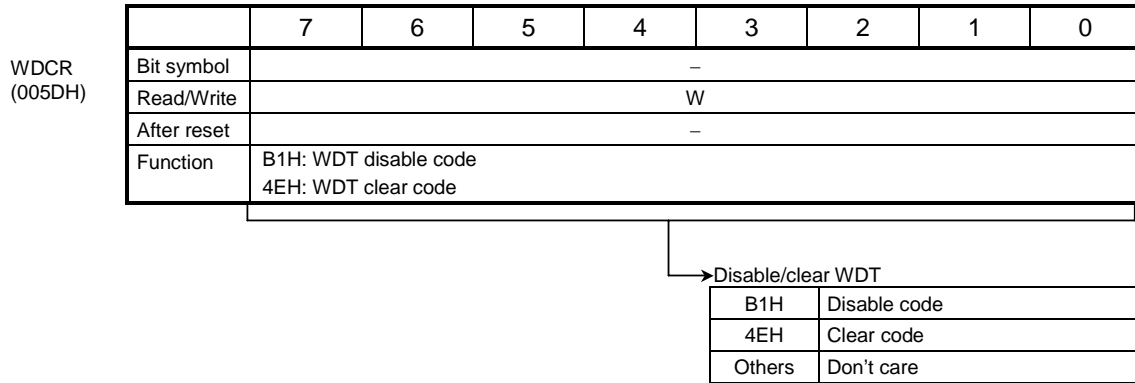 7 6 5 4 3 2 1 0
WDCR
(005DH)
Bit symbol –
Read/Write W
After reset –
Function B1H: WDT disable code
4EH: WDT clear code
Disable/clear WDT
B1H Disable code
4EH Clear code
Others Don't care